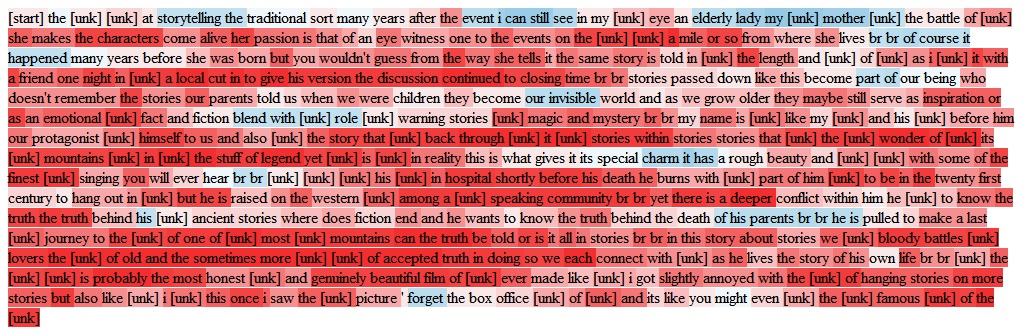 [start] the [unk] [unk] at storytelling the traditional sort many years after the event i can still see in my [unk] eye an elderly lady my [unk] mother [unk] the battle of [unk]
she makes the characters come alive her passion is that of an eye witness one to the events on the [unk] [unk] a mile or so from where she lives br br of course it
happened many years before she was born but you wouldn't guess from the way she tells it the same story is told in [unk] the length and [unk] of [unk] as i [unk] it with
a friend one night in [unk] a local cut in to give his version the discussion continued to closing time br br stories passed down like this become part of our being who
doesn't remember the stories our parents told us when we were children they become our invisible world and as we grow older they maybe still serve as inspiration or
as an emotional [unk] fact and fiction blend with [unk] role [unk] warning stories [unk] magic and mystery br br my name is [unk] like my [unk] and his [unk] before him
our protagonist [unk] himself to us and also [unk] the story that [unk] back through [unk] it [unk] stories within stories stories that [unk] the [unk] wonder of [unk] its
[unk] mountains [unk] in [unk] the stuff of legend yet [unk] is [unk] in reality this is what gives it its special charm it has a rough beauty and [unk] [unk] with some of the
finest [unk] singing you will ever hear br br [unk] [unk] [unk] his [unk] in hospital shortly before his death he burns with [unk] part of him [unk] to be in the twenty first
century to hang out in [unk] but he is raised on the western [unk] among a [unk] speaking community br br yet there is a deeper conflict within him he [unk] to know the
truth the truth behind his [unk] ancient stories where does fiction end and he wants to know the truth behind the death of his parents br br he is pulled to make a last
[unk] journey to the [unk] of one of [unk] most [unk] mountains can the truth be told or is it all in stories br br in this story about stories we [unk] bloody battles [unk]
lovers the [unk] of old and the sometimes more [unk] [unk] of accepted truth in doing so we each connect with [unk] as he lives the story of his own life br br [unk] the
[unk] [unk] is probably the most honest [unk] and genuinely beautiful film of [unk] ever made like [unk] i got slightly annoyed with the [unk] of hanging stories on more
stories but also like [unk] i [unk] this once i saw the [unk] picture ' forget the box office [unk] of [unk] and its like you might even [unk] the [unk] famous [unk] of the
[unk]